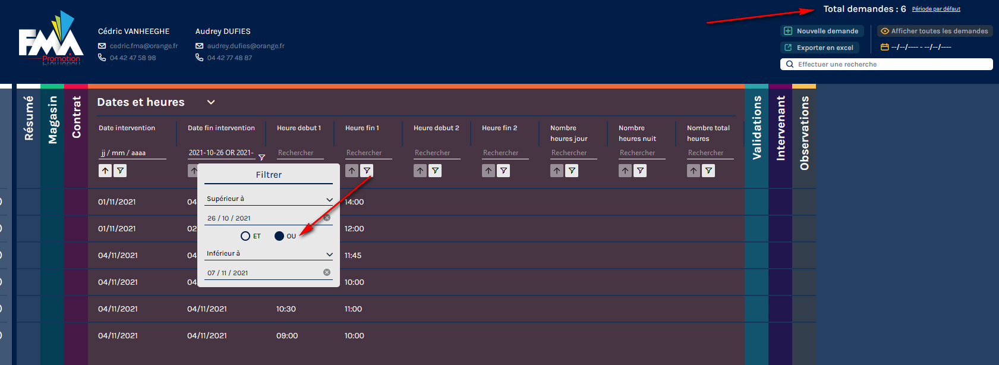 Total demandes : 6 Période par défaut
FMA
Promotion
Cédric VANHEEGHE
cedric.fma@orange.fr
04 42 47 58 98
Audrey DUFIES
audrey.dufies@orange.fr
04 42 77 48 87
Nouvelle demande
Afficher toutes les demandes
Exporter en excel
--/--/---- - --/--/----
Effectuer une recherche
Résumé
Magasin
Contrat
Dates et heures
Validations
Intervenant
Observations
Date intervention
Date fin intervention
Heure debut 1
Heure fin 1
Heure debut 2
Heure fin 2
Nombre
heures jour
Nombre
heures nuit
Nombre total
heures
jj / mm / aaaa
2021-10-26 OR 2021-
Rechercher
Rechercher
Rechercher
Rechercher
Rechercher
Rechercher
Rechercher
Filtrer
Supérieur à
26 / 10 / 2021
ET OU
Inférieur à
07 / 11 / 2021
01/11/2021 04 14:00
01/11/2021 02 12:00
04/11/2021 04 11:45
04/11/2021 04 10:00
04/11/2021 04/11/2021 10:30 11:00
04/11/2021 04/11/2021 09:00 10:00